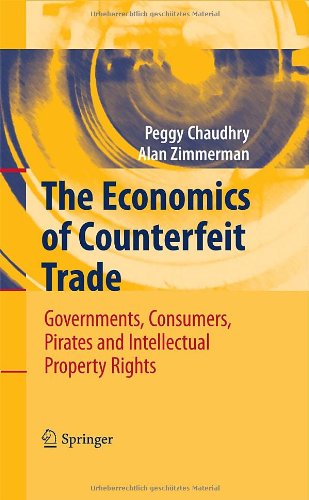 Urheberrechtlich geschütztes Material
Peggy Chaudhry
Alan Zimmerman
The Economics
of Counterfeit
Trade
Governments, Consumers,
Pirates and Intellectual
Property Rights
Springer
Urheberrechtlich geschütztes Material